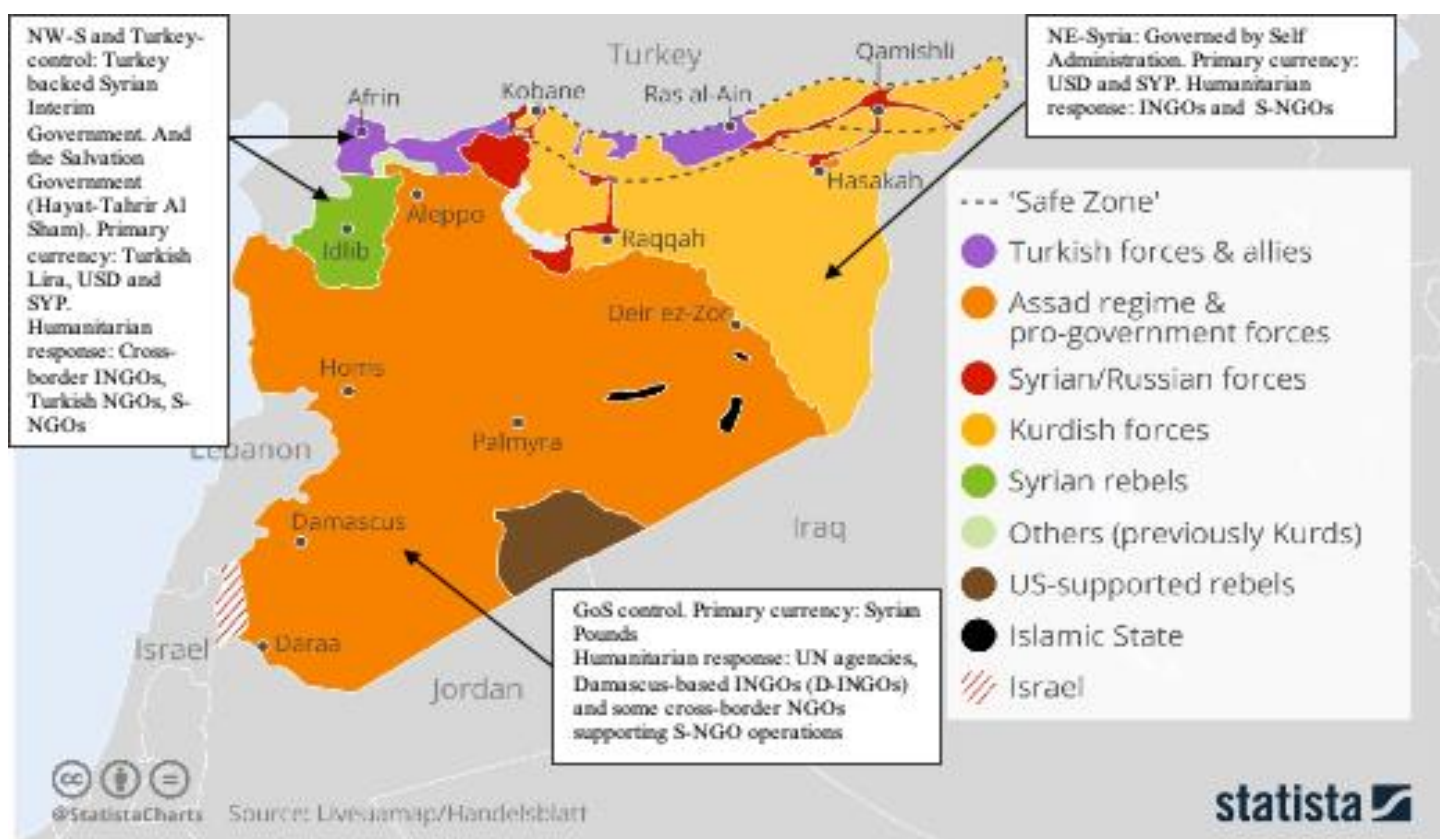 NW-S and Turkey-
control: Turkey
backed Syrian
Interim
Government. And
the Salvation
Government
(Hayat-Tahrir Al
Sham). Primary
currency: Turkish
Lira, USD and
SYP.
Humanitarian
response: Cross-
border INGOs,
Turkish NGOs, S-
NGOs
NE-Syria: Governed by Self
Administration. Primary currency:
USD and SYP. Humanitarian
response: INGOs and S-NGOs
Turkey
Qamishli
Afrin
Kobane
Ras al-Ain
Hasakah
Aleppo
Idlib
Raqqah
Deir ez-Zor
Homs
Palmyra
Lebanon
Damascus
Iraq
Israel
Daraa
Jordan
GoS control. Primary currency: Syrian
Pounds
Humanitarian response: UN agencies,
Damascus-based INGOs (D-INGOs)
and some cross-border NGOs
supporting S-NGO operations
'Safe Zone'
Turkish forces & allies
Assad regime &
pro-government forces
Syrian/Russian forces
Kurdish forces
Syrian rebels
Others (previously Kurds)
US-supported rebels
Islamic State
Israel
cc
@StatistaCharts
Source: Liveuamap/Handelsblatt
statista